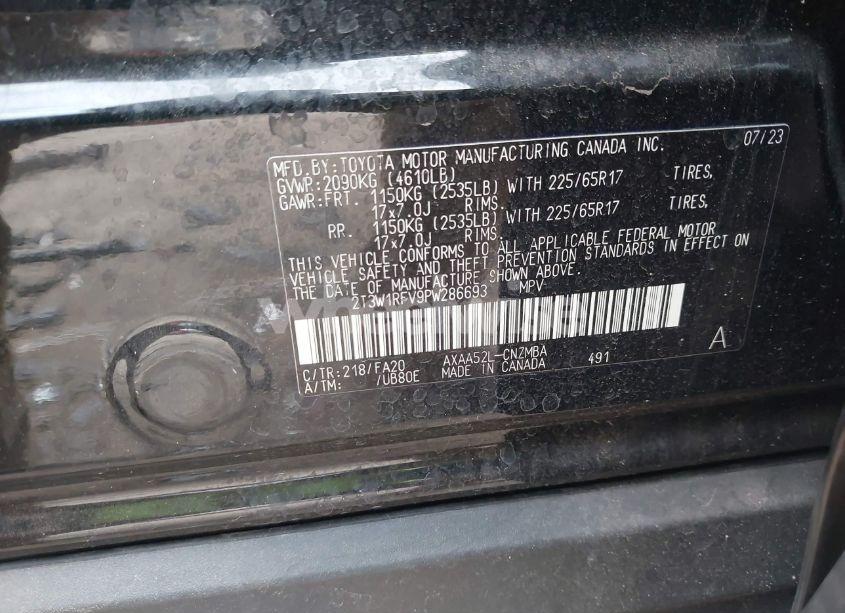 MFD. BY: TOYOTA MOTOR MANUFACTURING CANADA INC. 07/23
GVWR: 2090KG (4610LB)
GAWR: FRT. 1150KG (2535LB) WITH 225/65R17 TIRES,
17x7.0J RIMS.
RR. 1150KG (2535LB) WITH 225/65R17 TIRES,
17x7.0J RIMS.
THIS VEHICLE CONFORMS TO ALL APPLICABLE FEDERAL MOTOR
VEHICLE SAFETY AND THEFT PREVENTION STANDARDS IN EFFECT ON
THE DATE OF MANUFACTURE SHOWN ABOVE.
2T3W1RFV9PW286693 MPV
C/TR: 218/FA20 AXAA52L-CNZMBA 491 A
A/TM: /UB80E MADE IN CANADA